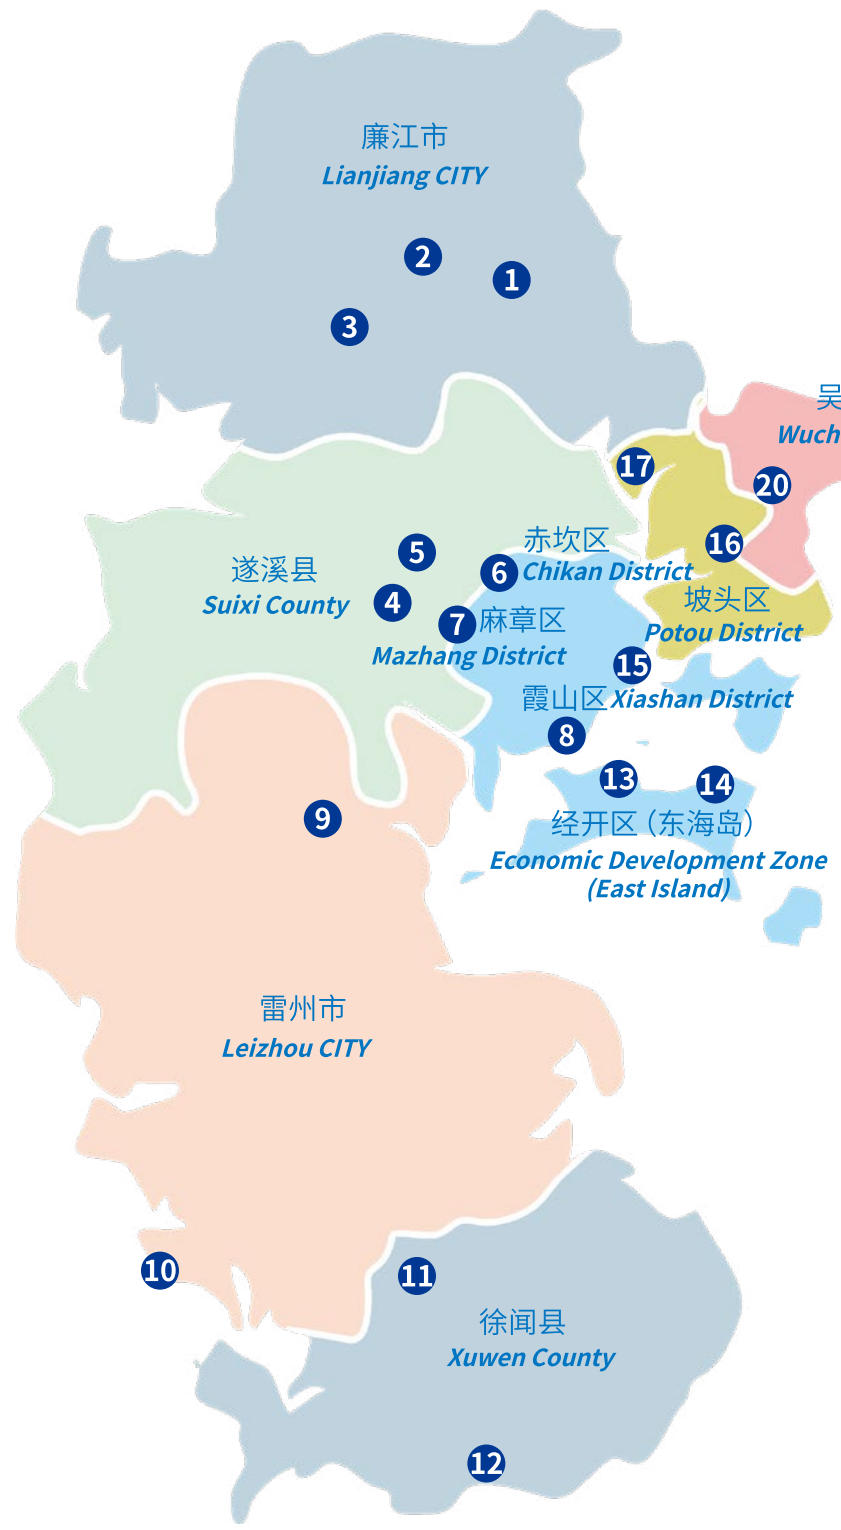 廉江市
Lianjiang CITY
2
1
3
吴
Wuch
17
20
16
赤坎区
Chikan District
5
6
遂溪县
Suixi County
4
7
麻章区
Mazhang District
坡头区
Potou District
15
霞山区 Xiashan District
8
13
14
经开区（东海岛）
Economic Development Zone
(East Island)
9
雷州市
Leizhou CITY
10
11
徐闻县
Xuwen County
12